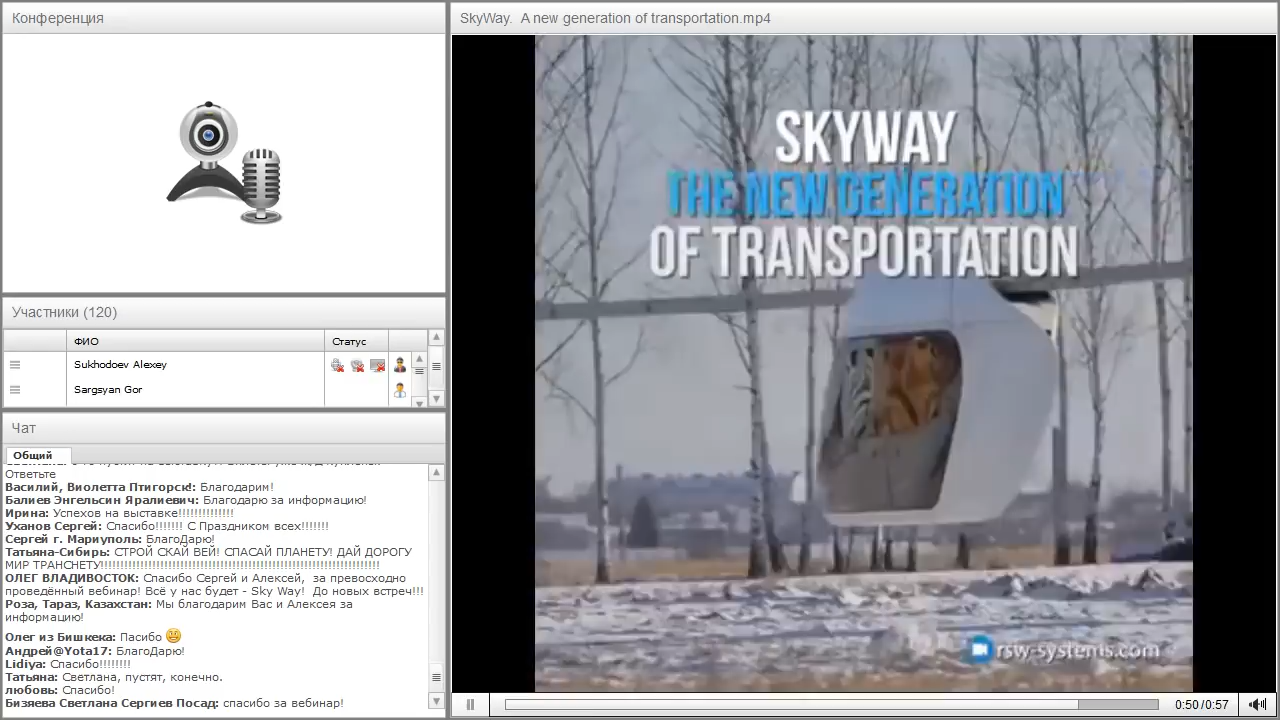 Конференция
SkyWay. A new generation of transportation.mp4
SKYWAY
THE NEW GENERATION
OF TRANSPORTATION
rsw-systems.com
0:50/0:57
Участники (120)
ФИО Статус
Sukhodoev Alexey
Sargsyan Gor
Чат
Общий
Ответьте
Василий, Виолетта Птигорск!: Благодарим!
Балиев Энгельсин Яралиевич: Благодарю за информацию!
Ирина: Успехов на выставке!!!!!!!!!!!!!
Уханов Сергей: Спасибо!!!!!!! С Праздником всех!!!!!!!
Сергей г. Мариуполь: БлагоДарю!
Татьяна-Сибирь: СТРОЙ СКАЙ ВЕЙ! СПАСАЙ ПЛАНЕТУ! ДАЙ ДОРОГУ
МИР ТРАНСНЕТУ!!!!!!!!!!!!!!!!!!!!!!!!!!!!!!!!!!!!!!!!!!!!!!!!!!!!!!!!!!!!!!!!!!!!
ОЛЕГ ВЛАДИВОСТОК: Спасибо Сергей и Алексей, за превосходно
проведённый вебинар! Всё у нас будет - Sky Way! До новых встреч!!!
Роза, Тараз, Казахстан: Мы благодарим Вас и Алексея за
информацию!
Олег из Бишкека: Пасибо
Андрей@Yota17: БлагоДарю!
Lidiya: Спасибо!!!!!!!!
Татьяна: Светлана, пустят, конечно.
любовь: Спасибо!
Бизяева Светлана Сергиев Посад: спасибо за вебинар!